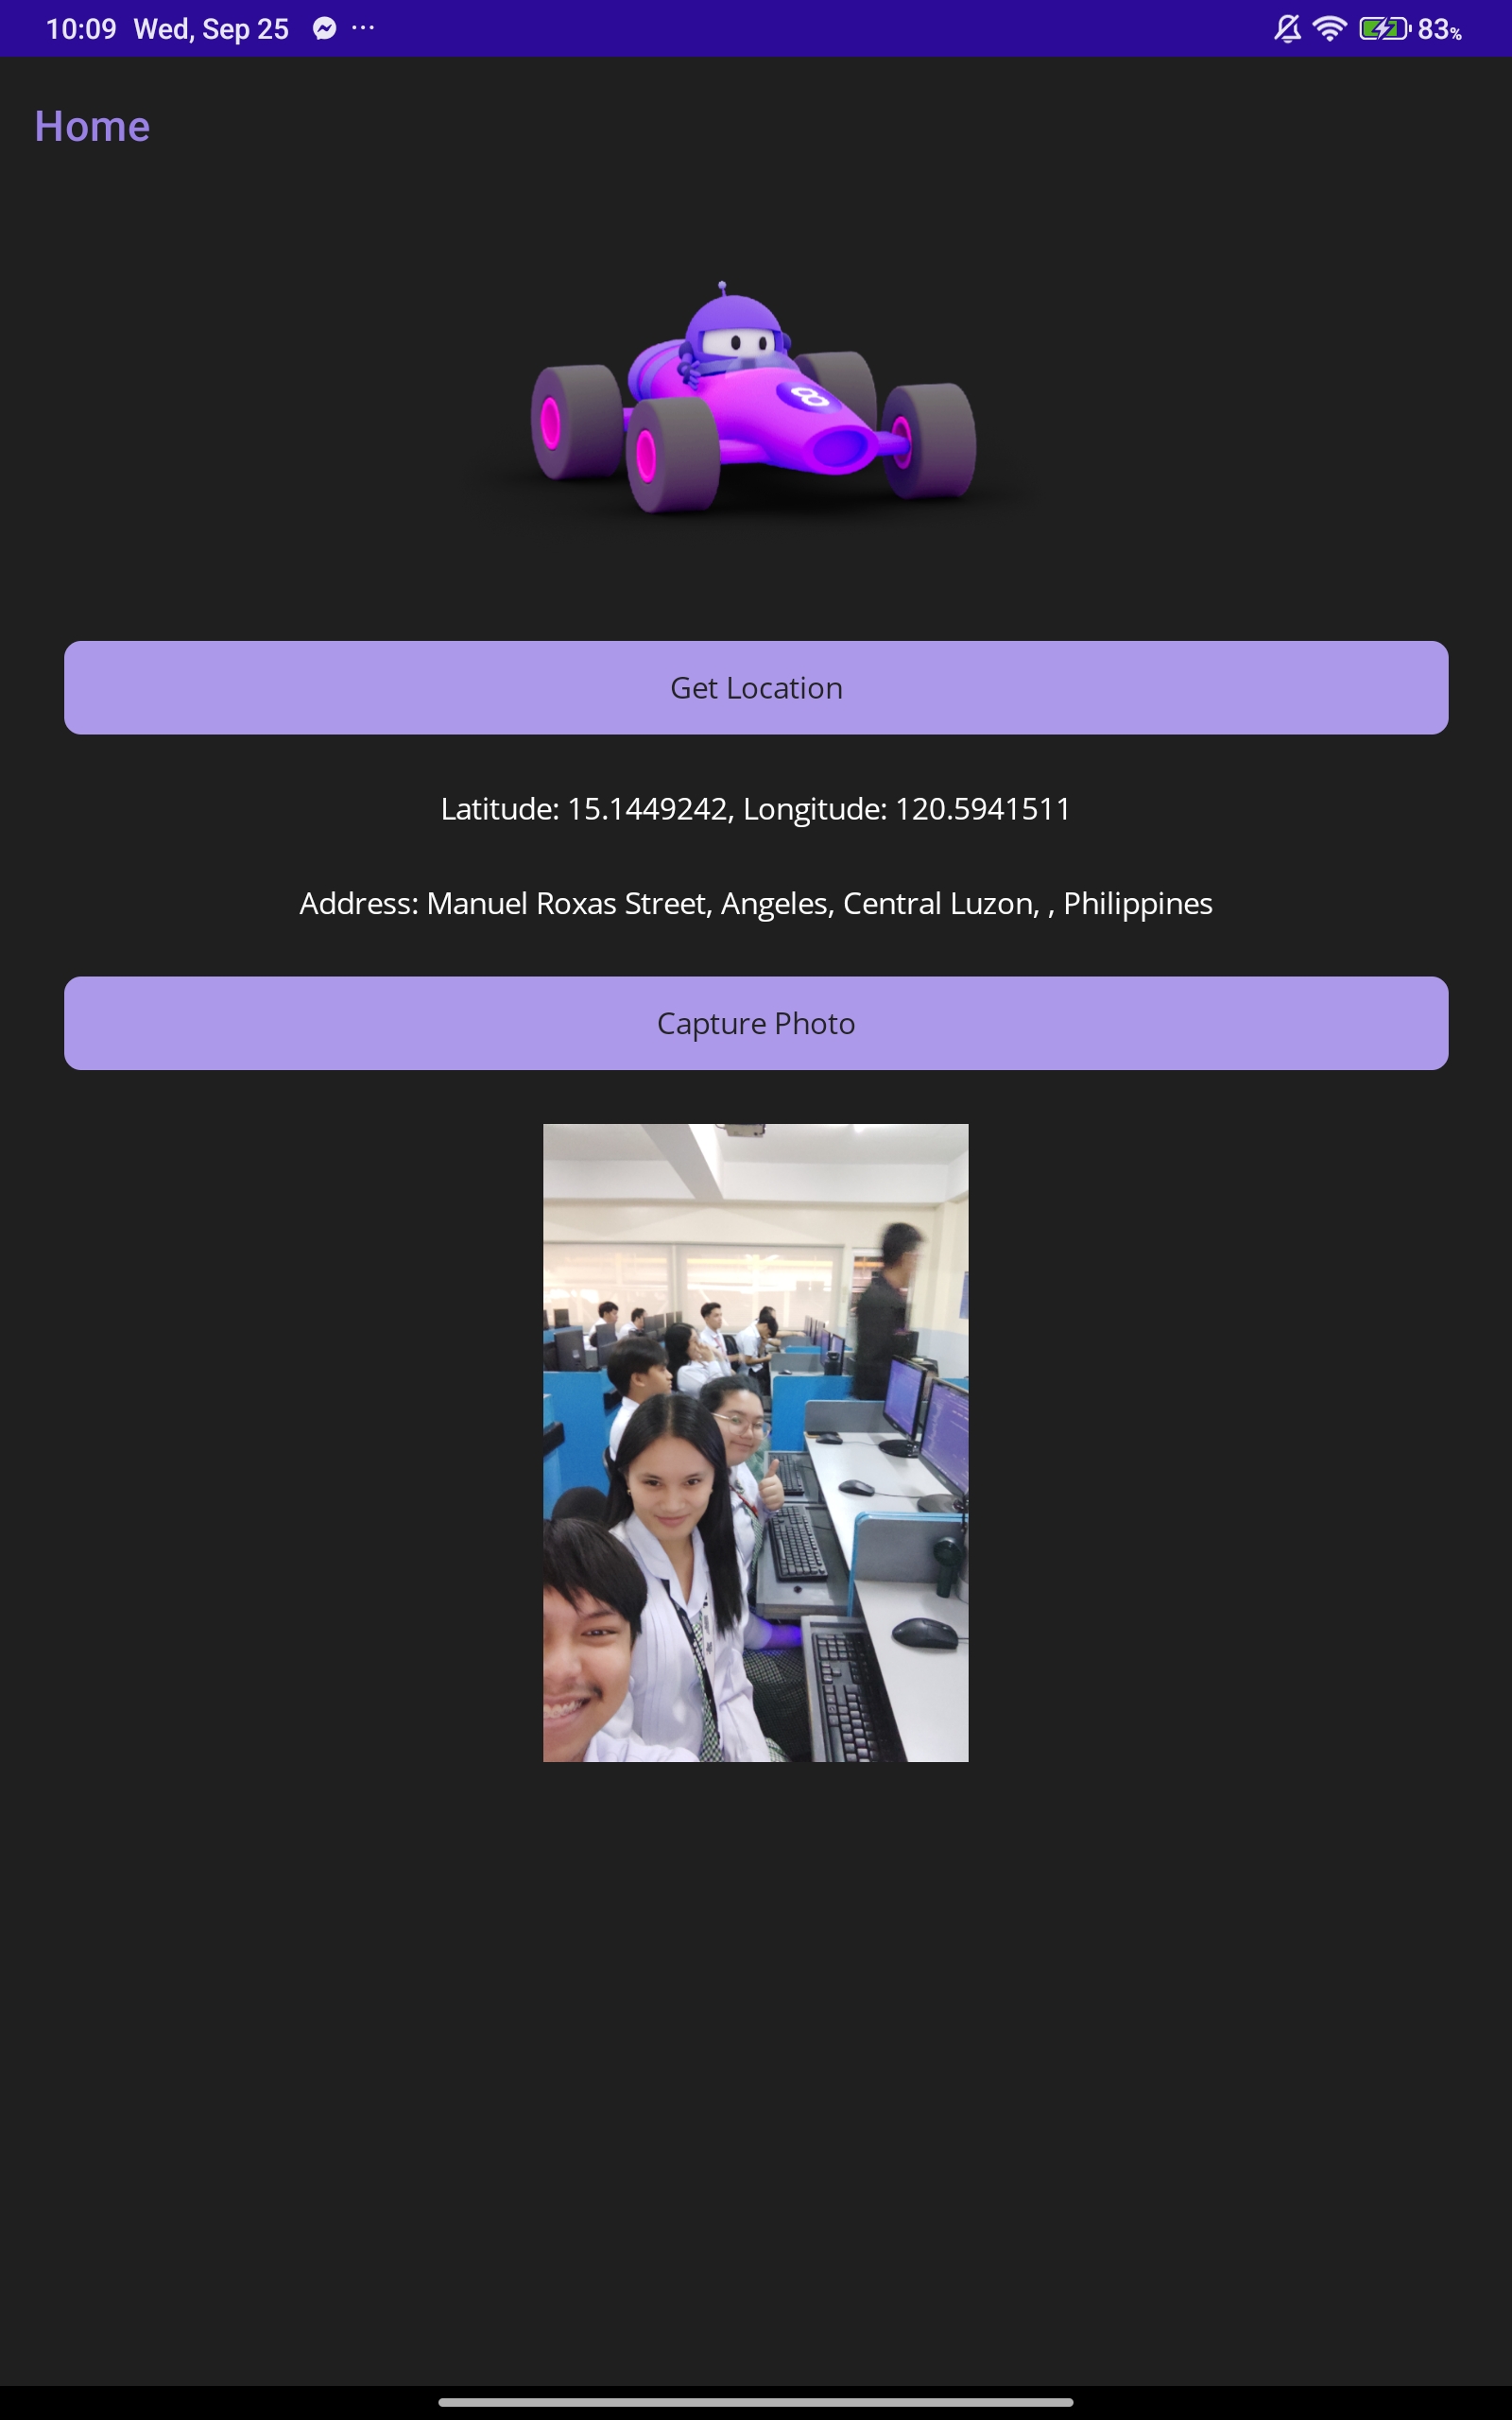 10:09 Wed, Sep 25 ...
83%
Home
8
Get Location
Latitude: 15.1449242, Longitude: 120.5941511
Address: Manuel Roxas Street, Angeles, Central Luzon, , Philippines
Capture Photo